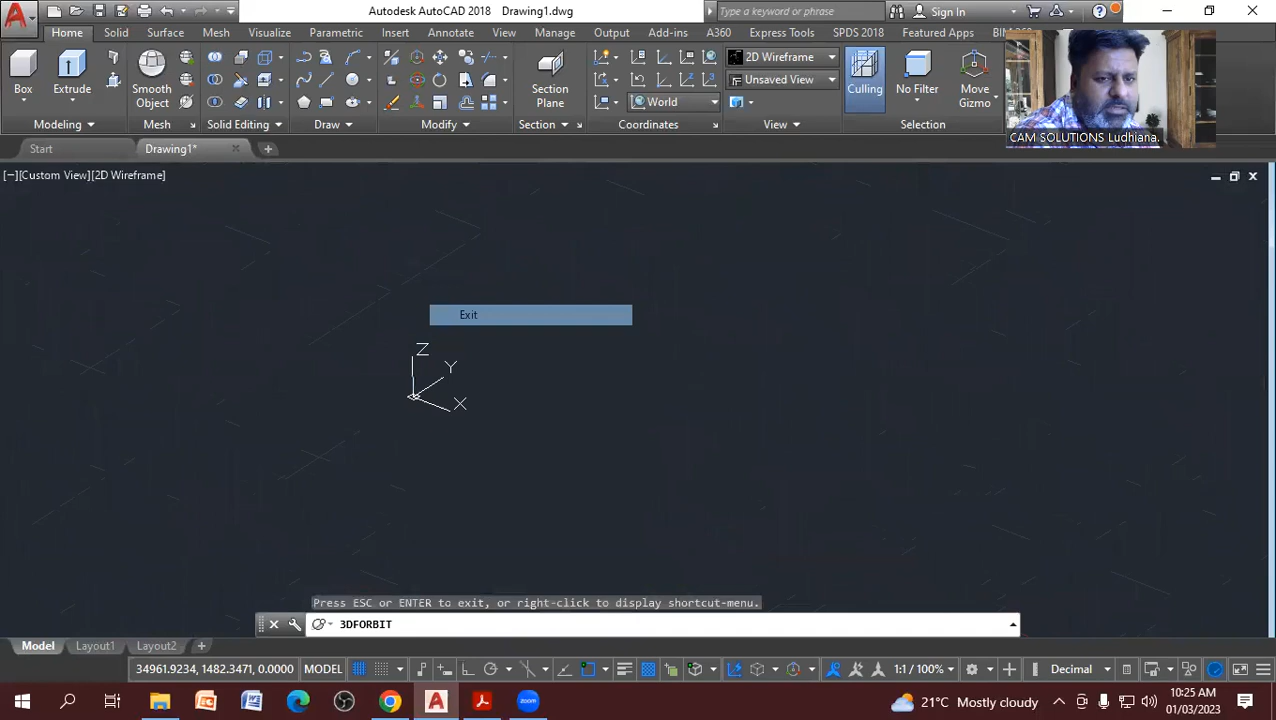 Autodesk AutoCAD 2018 Drawing1.dwg
Type a keyword or phrase
Sign In
Home Solid Surface Mesh Visualize Parametric Insert Annotate View Manage Output Add-ins A360 Express Tools SPDS 2018 Featured Apps
Box
Extrude
Smooth
Object
Section
Plane
2D Wireframe
Unsaved View
World
Culling
No Filter
Move
Gizmo
Modeling Mesh Solid Editing Draw Modify Section Coordinates View Selection
CAM SOLUTIONS Ludhiana.
Start Drawing1*
[−][Custom View][2D Wireframe]
Exit
Z
Y
X
Press ESC or ENTER to exit, or right-click to display shortcut-menu.
3DFORBIT
Model Layout1 Layout2
34961.9234, 1482.3471, 0.0000 MODEL 1:1 / 100% Decimal
21°C Mostly cloudy
10:25 AM
01/03/2023